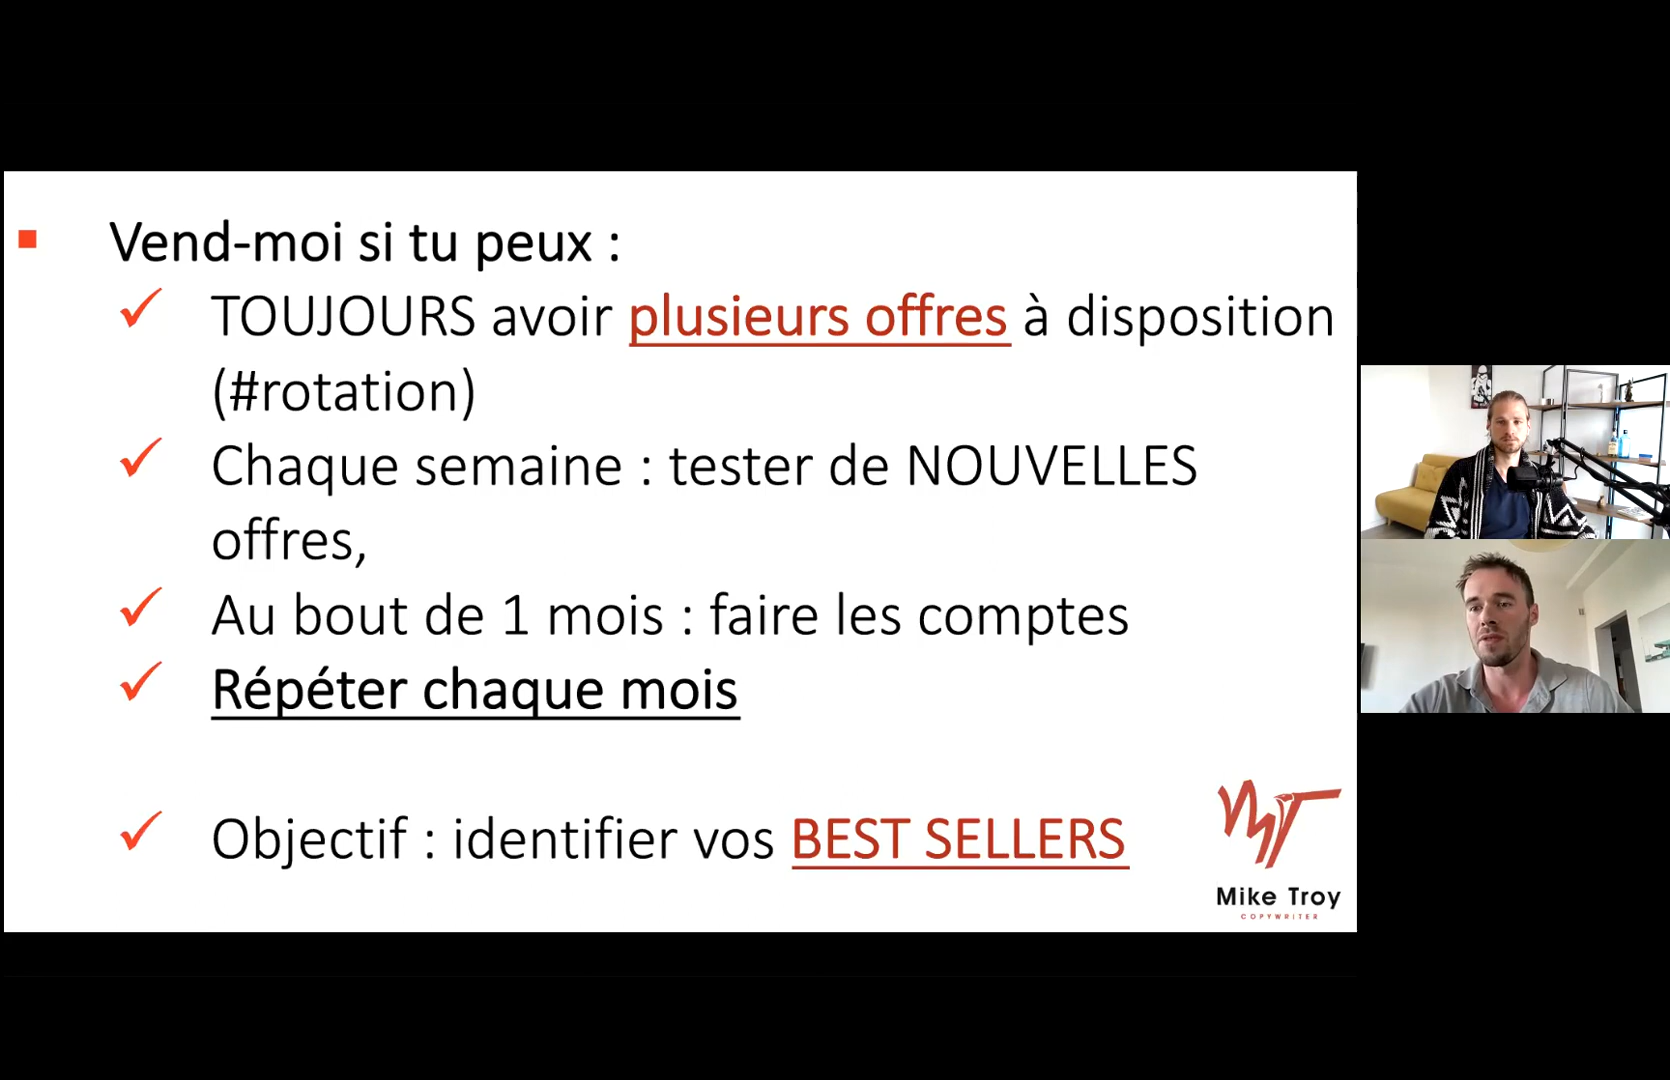 Vend-moi si tu peux :
TOUJOURS avoir plusieurs offres à disposition
(#rotation)
Chaque semaine : tester de NOUVELLES
offres,
Au bout de 1 mois : faire les comptes
Répéter chaque mois
Objectif : identifier vos BEST SELLERS
MT
Mike Troy
COPYWRITER